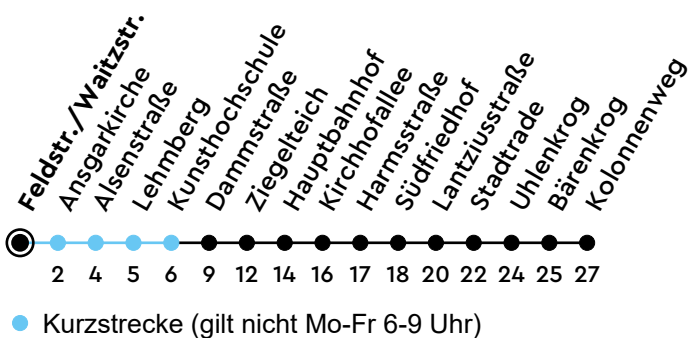 Feldstr./Waitzstr.
Ansgarkirche
Alsenstraße
Lehmberg
Kunsthochschule
Dammstraße
Ziegelteich
Hauptbahnhof
Kirchhofallee
Harmsstraße
Südfriedhof
Lantziusstraße
Stadtrade
Uhlenkrog
Bärenkrog
Kolonnenweg
2 4 5 6 9 12 14 16 17 18 20 22 24 25 27
Kurzstrecke (gilt nicht Mo-Fr 6-9 Uhr)